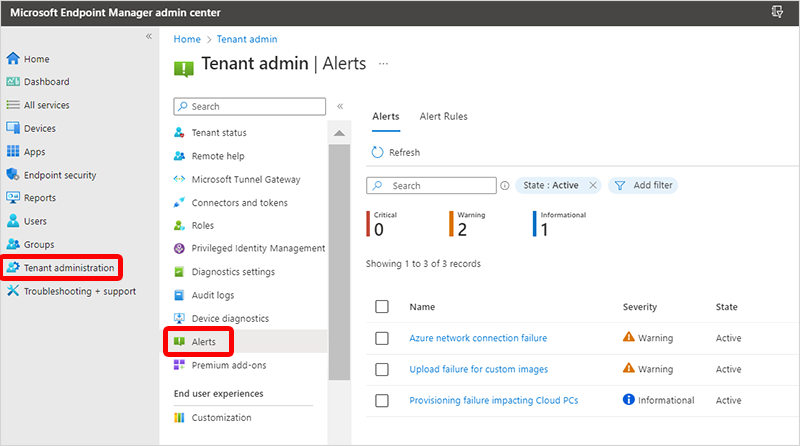 Microsoft Endpoint Manager admin center
«
Home
Dashboard
All services
Devices
Apps
Endpoint security
Reports
Users
Groups
Tenant administration
Troubleshooting + support
Home > Tenant admin
Tenant admin | Alerts ...
Search «
Tenant status
Remote help
Microsoft Tunnel Gateway
Connectors and tokens
Roles
Privileged Identity Management
Diagnostics settings
Audit logs
Device diagnostics
Alerts
Premium add-ons
End user experiences
Customization
Alerts Alert Rules
Refresh
Search State : Active Add filter
Critical Warning Informational
0 2 1
Showing 1 to 3 of 3 records
Name Severity State
Azure network connection failure Warning Active
Upload failure for custom images Warning Active
Provisioning failure impacting Cloud PCs Informational Active